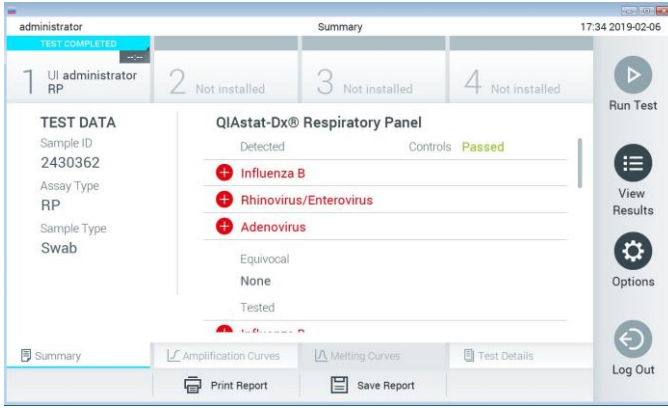 administrator Summary 17:34 2019-02-06
TEST COMPLETED
--:--
1 UI administrator
RP
2 Not installed
3 Not installed
4 Not installed
Run Test
View
Results
Options
Log Out
TEST DATA
Sample ID
2430362
Assay Type
RP
Sample Type
Swab
QIAstat-Dx® Respiratory Panel
Detected Controls Passed
Influenza B
Rhinovirus/Enterovirus
Adenovirus
Equivocal
None
Tested
Influenza B
Summary Amplification Curves Melting Curves Test Details
Print Report Save Report